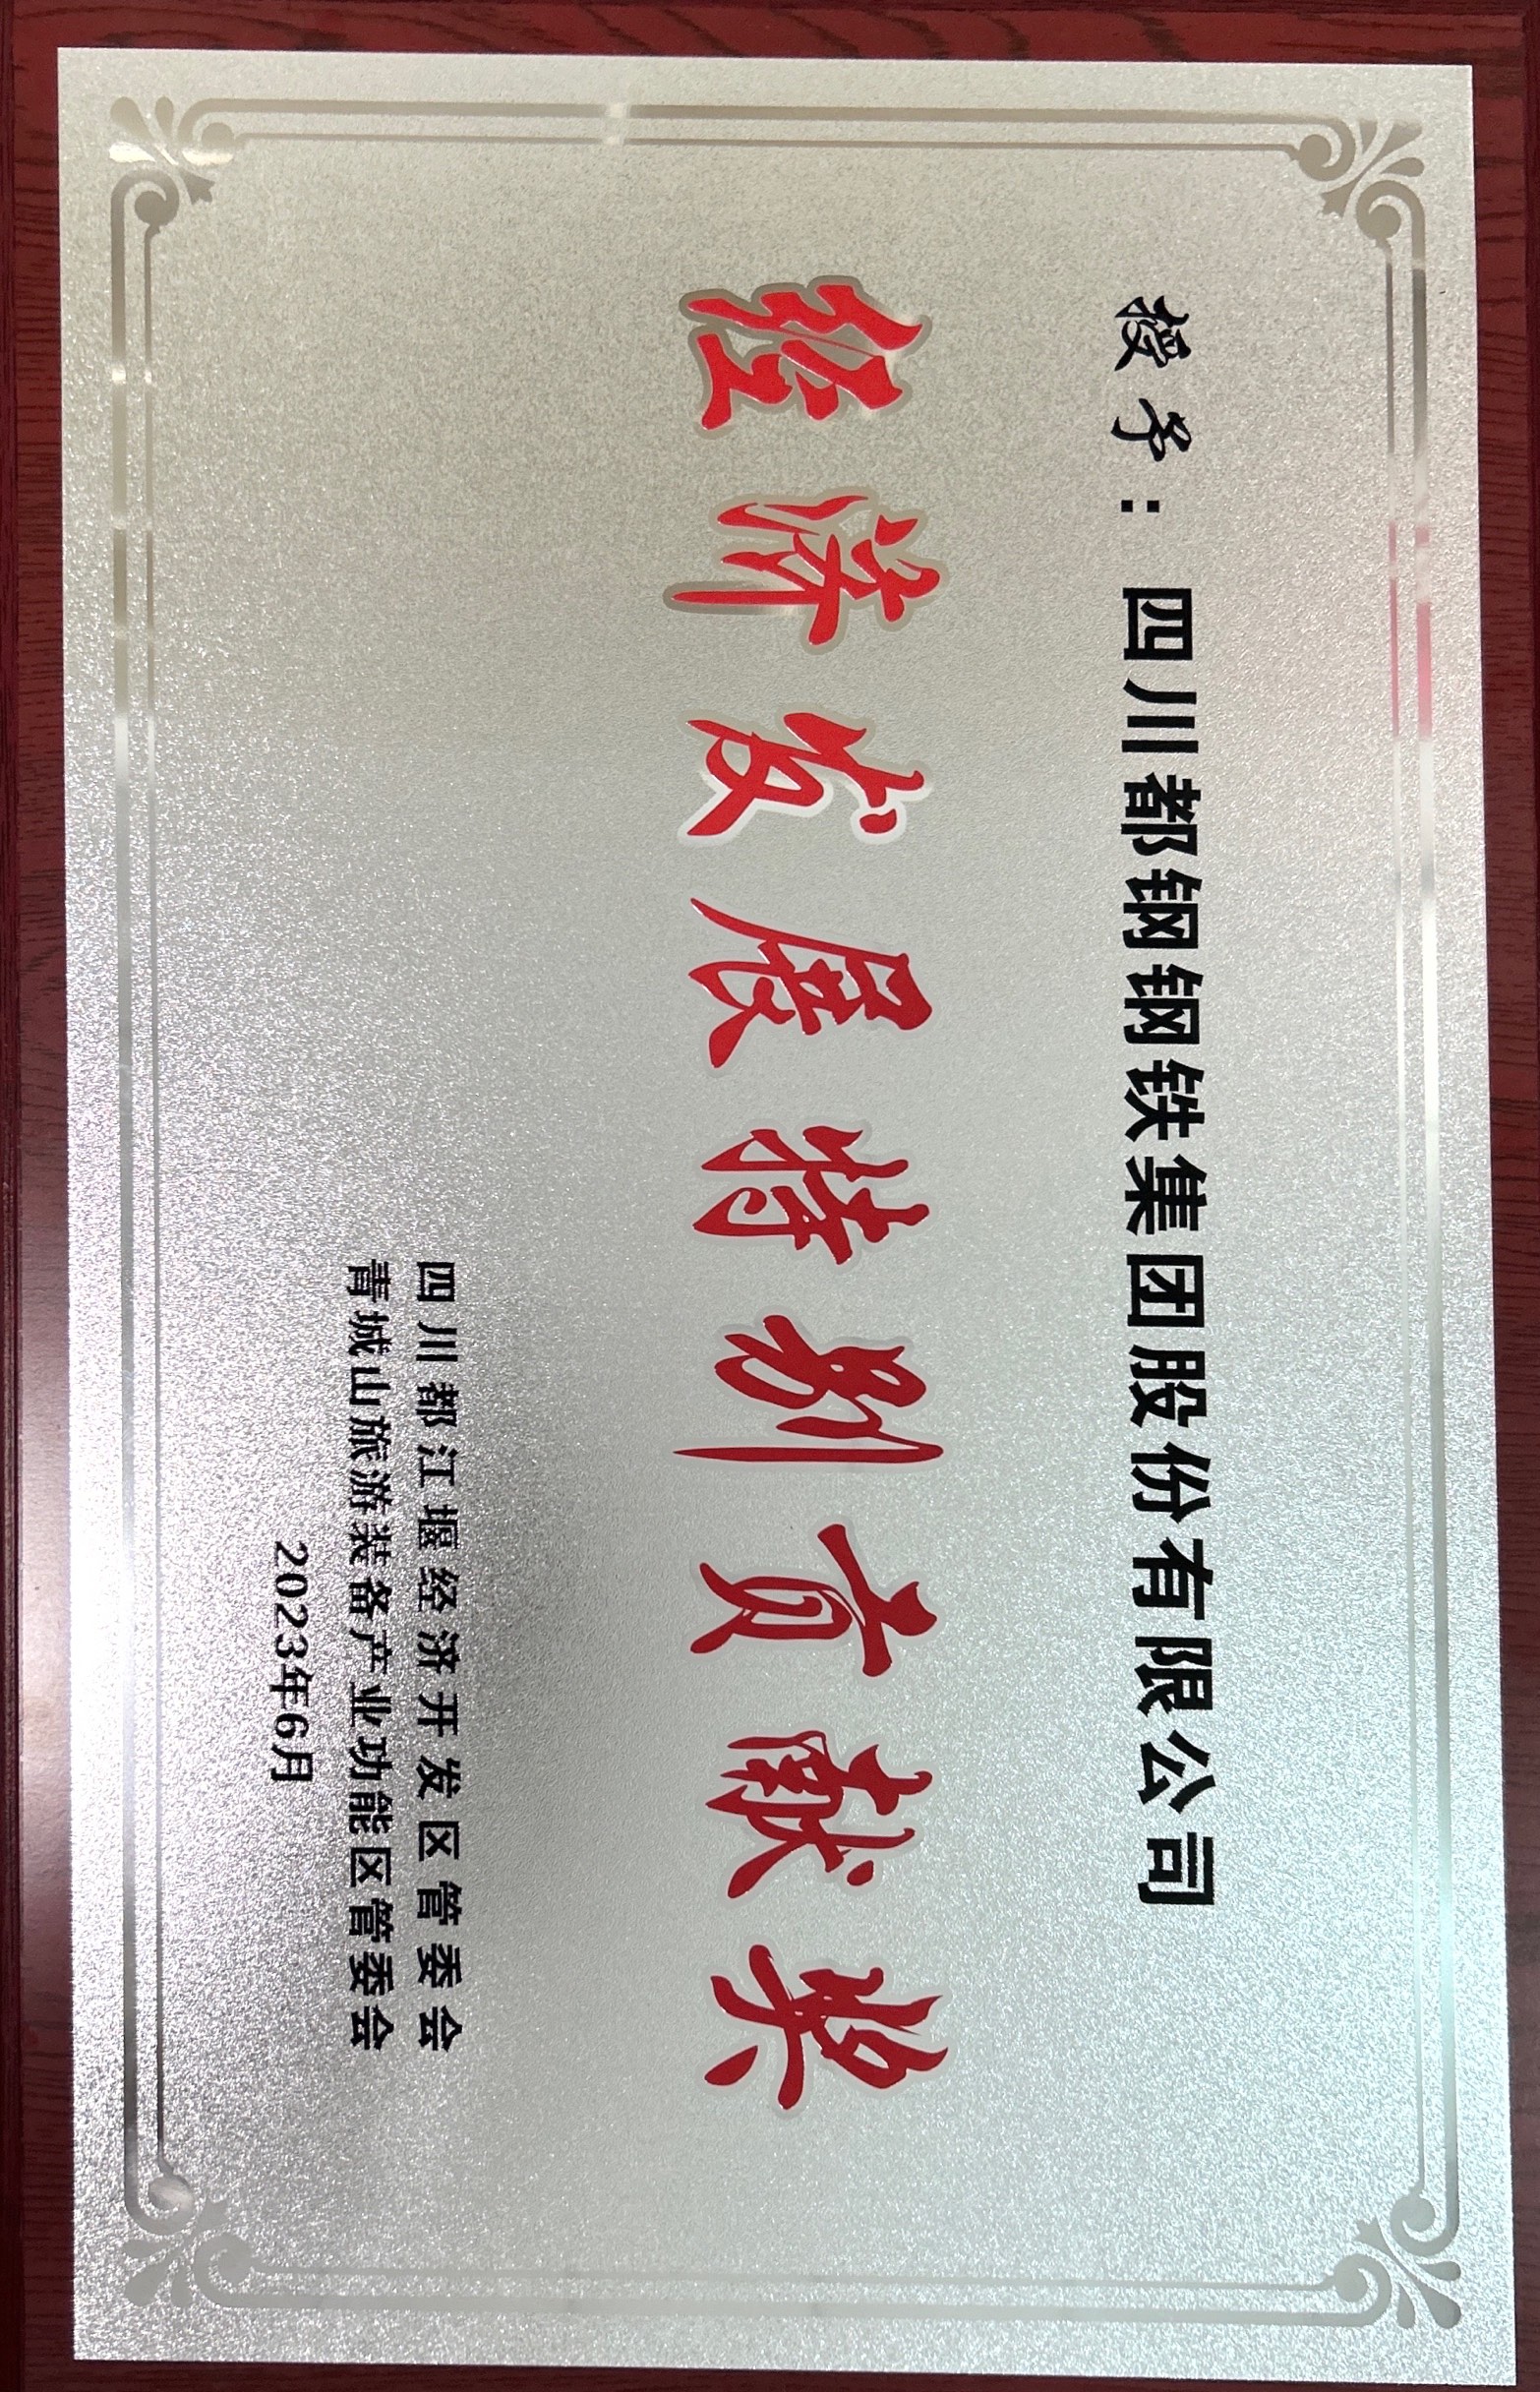 授予：四川都钢钢铁集团股份有限公司
经济发展特别贡献奖
四川都江堰经济开发区管委会
青城山旅游装备产业功能区管委会
2023年6月